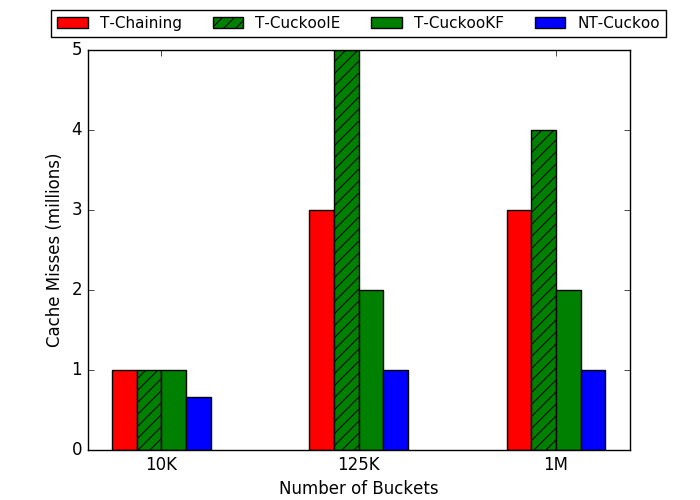 T-Chaining T-CuckooIE T-CuckooKF NT-Cuckoo
5
4
3
2
1
0
Cache Misses (millions)
10K 125K 1M
Number of Buckets